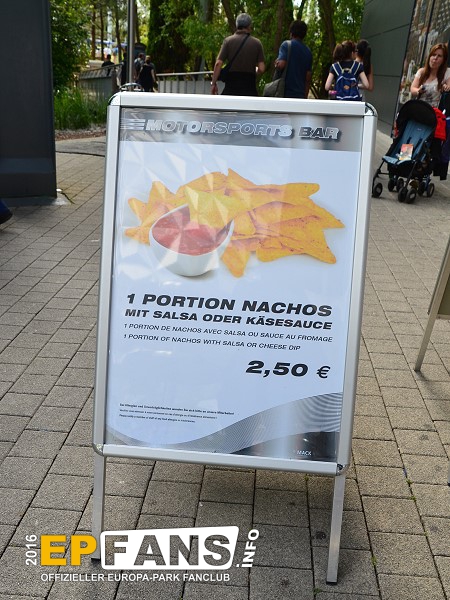 MOTORSPORTS BAR
1 PORTION NACHOS
MIT SALSA ODER KÄSESAUCE
1 PORTION DE NACHOS AVEC SALSA OU SAUCE AU FROMAGE
1 PORTION OF NACHOS WITH SALSA OR CHEESE DIP
2,50 €
MACK
2016
EPFANS.INFO
OFFIZIELLER EUROPA-PARK FANCLUB